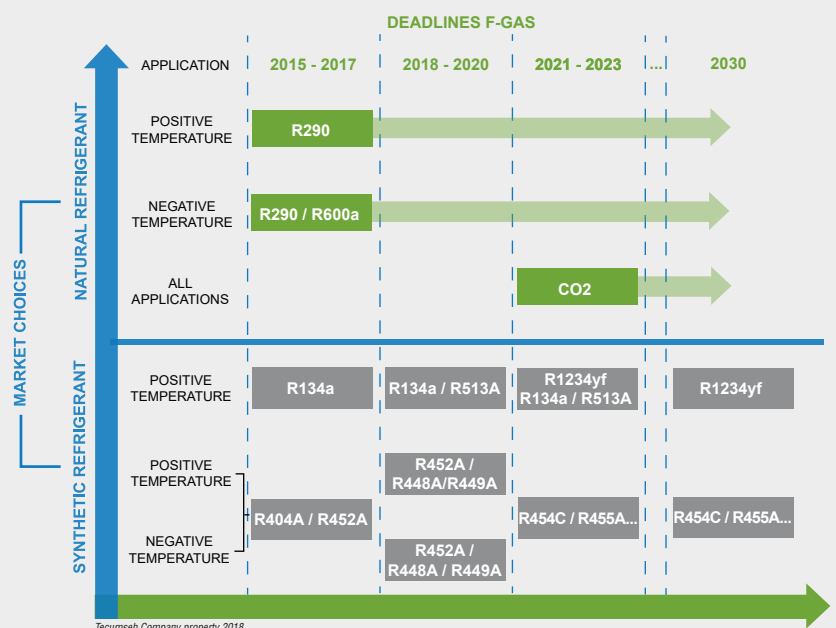 DEADLINES F-GAS
APPLICATION 2015 - 2017 2018 - 2020 2021 - 2023 ... 2030
MARKET CHOICES
NATURAL REFRIGERANT
POSITIVE
TEMPERATURE
R290
NEGATIVE
TEMPERATURE
R290 / R600a
ALL
APPLICATIONS
CO2
SYNTHETIC REFRIGERANT
POSITIVE
TEMPERATURE
R134a
R134a / R513A
R1234yf
R134a / R513A
R1234yf
POSITIVE
TEMPERATURE
NEGATIVE
TEMPERATURE
R404A / R452A
R452A /
R448A/R449A
R452A /
R448A / R449A
R454C / R455A...
R454C / R455A...
Tecumseh Company property 2018